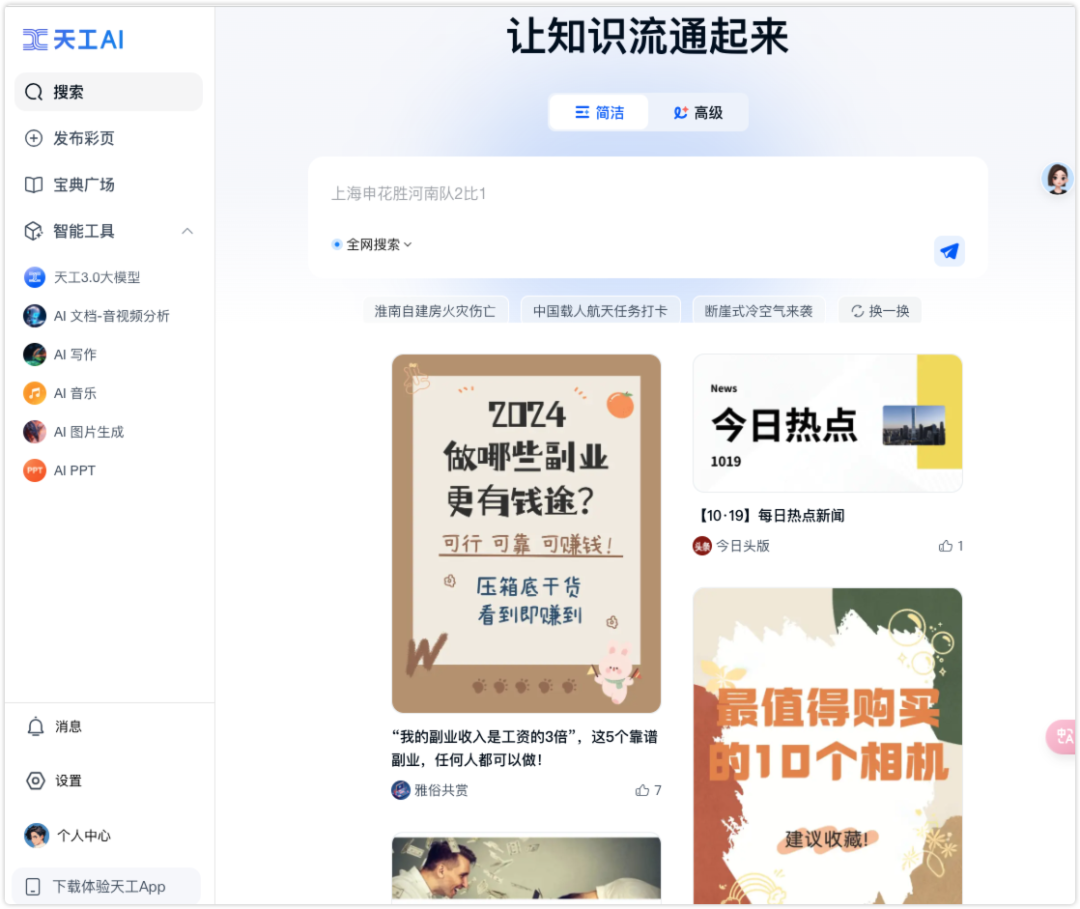 天工AI
搜索
发布彩页
宝典广场
智能工具
天工3.0大模型
AI 文档-音视频分析
AI 写作
AI 音乐
AI 图片生成
PPT
AI PPT
消息
设置
个人中心
下载体验天工App
让知识流通起来
简洁
高级
上海申花胜河南队2比1
全网搜索
淮南自建房火灾伤亡
中国载人航天任务打卡
断崖式冷空气来袭
换一换
2024
做哪些副业
更有钱途?
可行 可靠 可赚钱!
压箱底干货
看到即赚到
W
“我的副业收入是工资的3倍”，这5个靠谱
副业，任何人都可以做!
雅俗共赏
7
News
今日热点
1019
【10·19】每日热点新闻
头条
今日头版
1
最值得购买
的10个相机
建议收藏!
中A